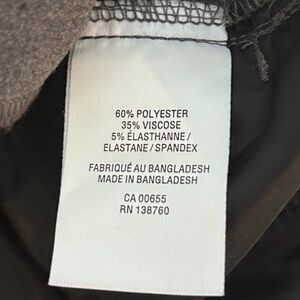 60% POLYESTER
35% VISCOSE
5% ÉLASTHANNE /
ELASTANE / SPANDEX
FABRIQUÉ AU BANGLADESH
MADE IN BANGLADESH
CA 00655
RN 138760